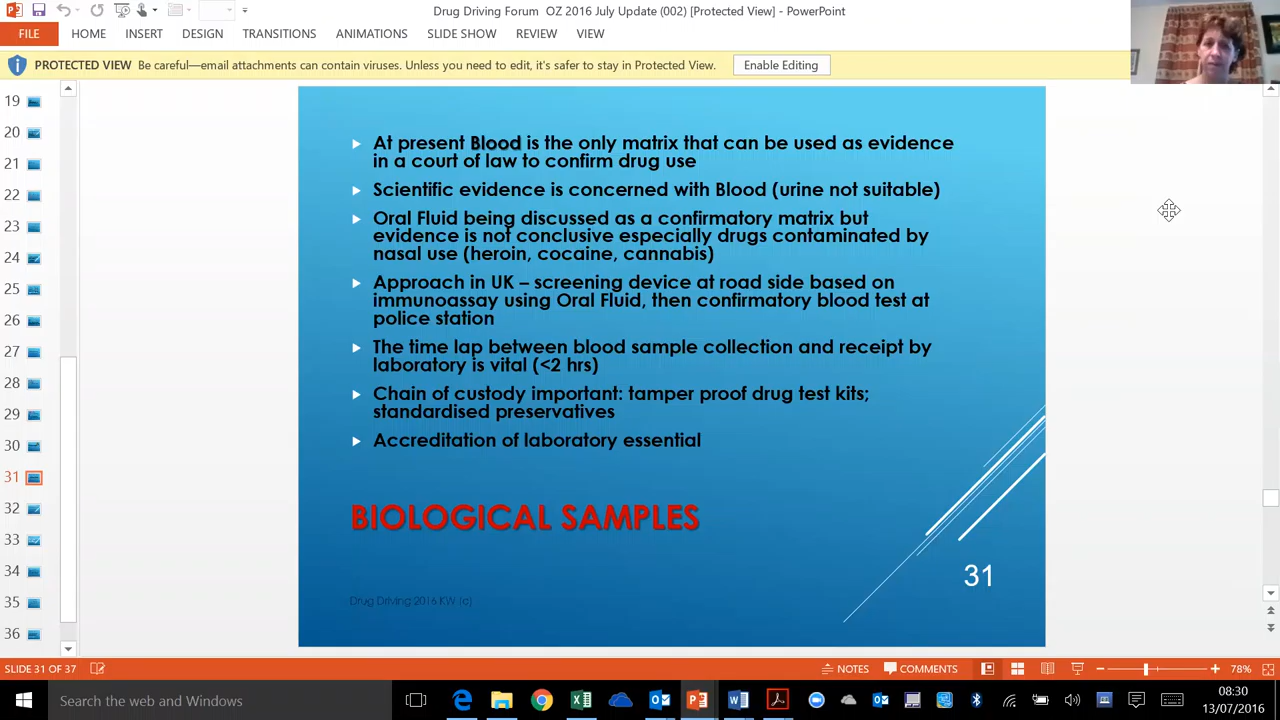 Drug Driving Forum OZ 2016 July Update (002) [Protected View] - PowerPoint
FILE HOME INSERT DESIGN TRANSITIONS ANIMATIONS SLIDE SHOW REVIEW VIEW
PROTECTED VIEW Be careful—email attachments can contain viruses. Unless you need to edit, it's safer to stay in Protected View. Enable Editing
19
20
21
22
23
24
25
26
27
28
29
30
31
32
33
34
35
36
At present Blood is the only matrix that can be used as evidence
in a court of law to confirm drug use
Scientific evidence is concerned with Blood (urine not suitable)
Oral Fluid being discussed as a confirmatory matrix but
evidence is not conclusive especially drugs contaminated by
nasal use (heroin, cocaine, cannabis)
Approach in UK – screening device at road side based on
immunoassay using Oral Fluid, then confirmatory blood test at
police station
The time lap between blood sample collection and receipt by
laboratory is vital (<2 hrs)
Chain of custody important: tamper proof drug test kits;
standardised preservatives
Accreditation of laboratory essential
BIOLOGICAL SAMPLES
31
Drug Driving 2016 KW (c)
SLIDE 31 OF 37 NOTES COMMENTS 78%
Search the web and Windows
08:30
13/07/2016